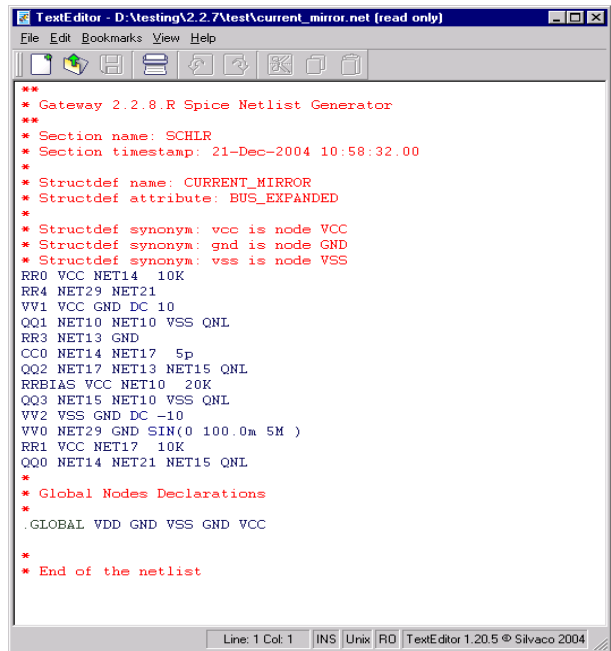 TextEditor - D:\testing\2.2.7\test\current_mirror.net (read only)
File Edit Bookmarks View Help
**
* Gateway 2.2.8.R Spice Netlist Generator
**
* Section name: SCHLR
* Section timestamp: 21-Dec-2004 10:58:32.00
*
* Structdef name: CURRENT_MIRROR
* Structdef attribute: BUS_EXPANDED
*
* Structdef synonym: vcc is node VCC
* Structdef synonym: gnd is node GND
* Structdef synonym: vss is node VSS
RR0 VCC NET14  10K
RR4 NET29 NET21
VV1 VCC GND DC 10
QQ1 NET10 NET10 VSS QNL
RR3 NET13 GND
CC0 NET14 NET17  5p
QQ2 NET17 NET13 NET15 QNL
RRBIAS VCC NET10  20K
QQ3 NET15 NET10 VSS QNL
VV2 VSS GND DC -10
VV0 NET29 GND SIN(0 100.0m 5M )
RR1 VCC NET17  10K
QQ0 NET14 NET21 NET15 QNL
*
* Global Nodes Declarations
*
.GLOBAL VDD GND VSS GND VCC
*
* End of the netlist
Line: 1 Col: 1 INS Unix RO TextEditor 1.20.5 © Silvaco 2004